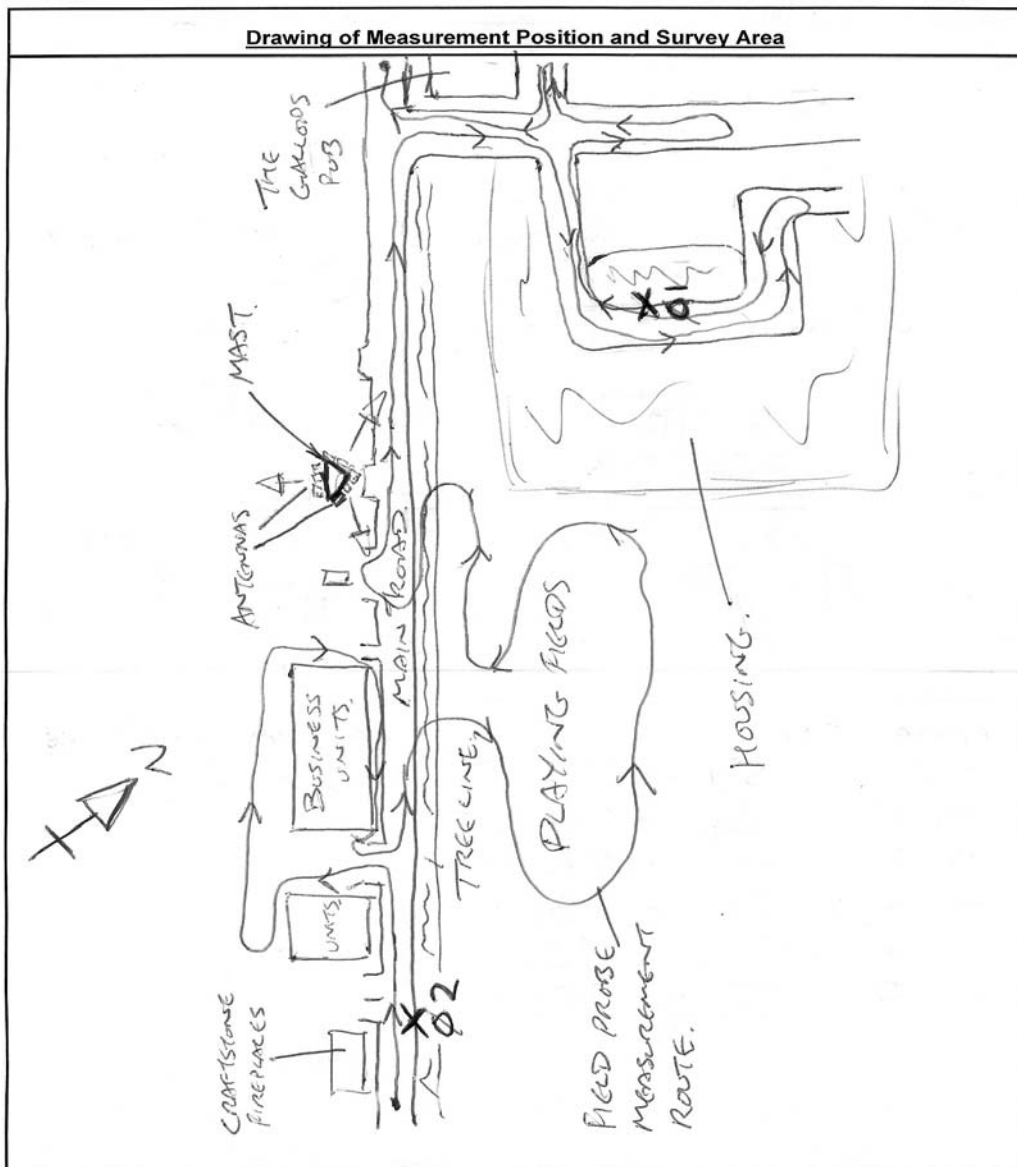 Drawing of Measurement Position and Survey Area
THE
GALLOIDS
PUB
MAST.
ANTENNAS
MAIN ROAD.
X
01
BUSINESS
UNITS.
PLAYING FIELDS
HOUSING.
N
TREE LINE.
UNITS.
CRAFTSTONE
FIREPLACES
X
02
FIELD PROBE
MEASUREMENT
ROUTE.